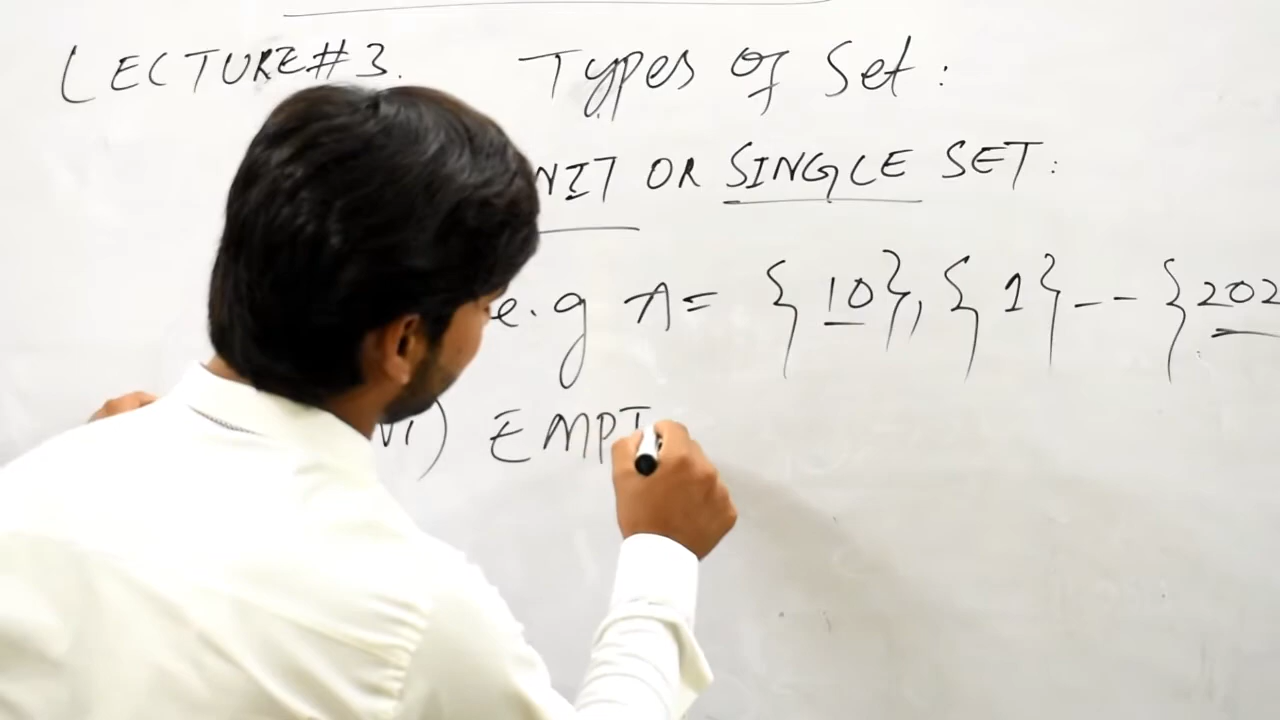 LECTURE#3. Types of Set:
NIT OR SINGLE SET:
e.g A= {10}, {1} -- {202
vi) EMPT